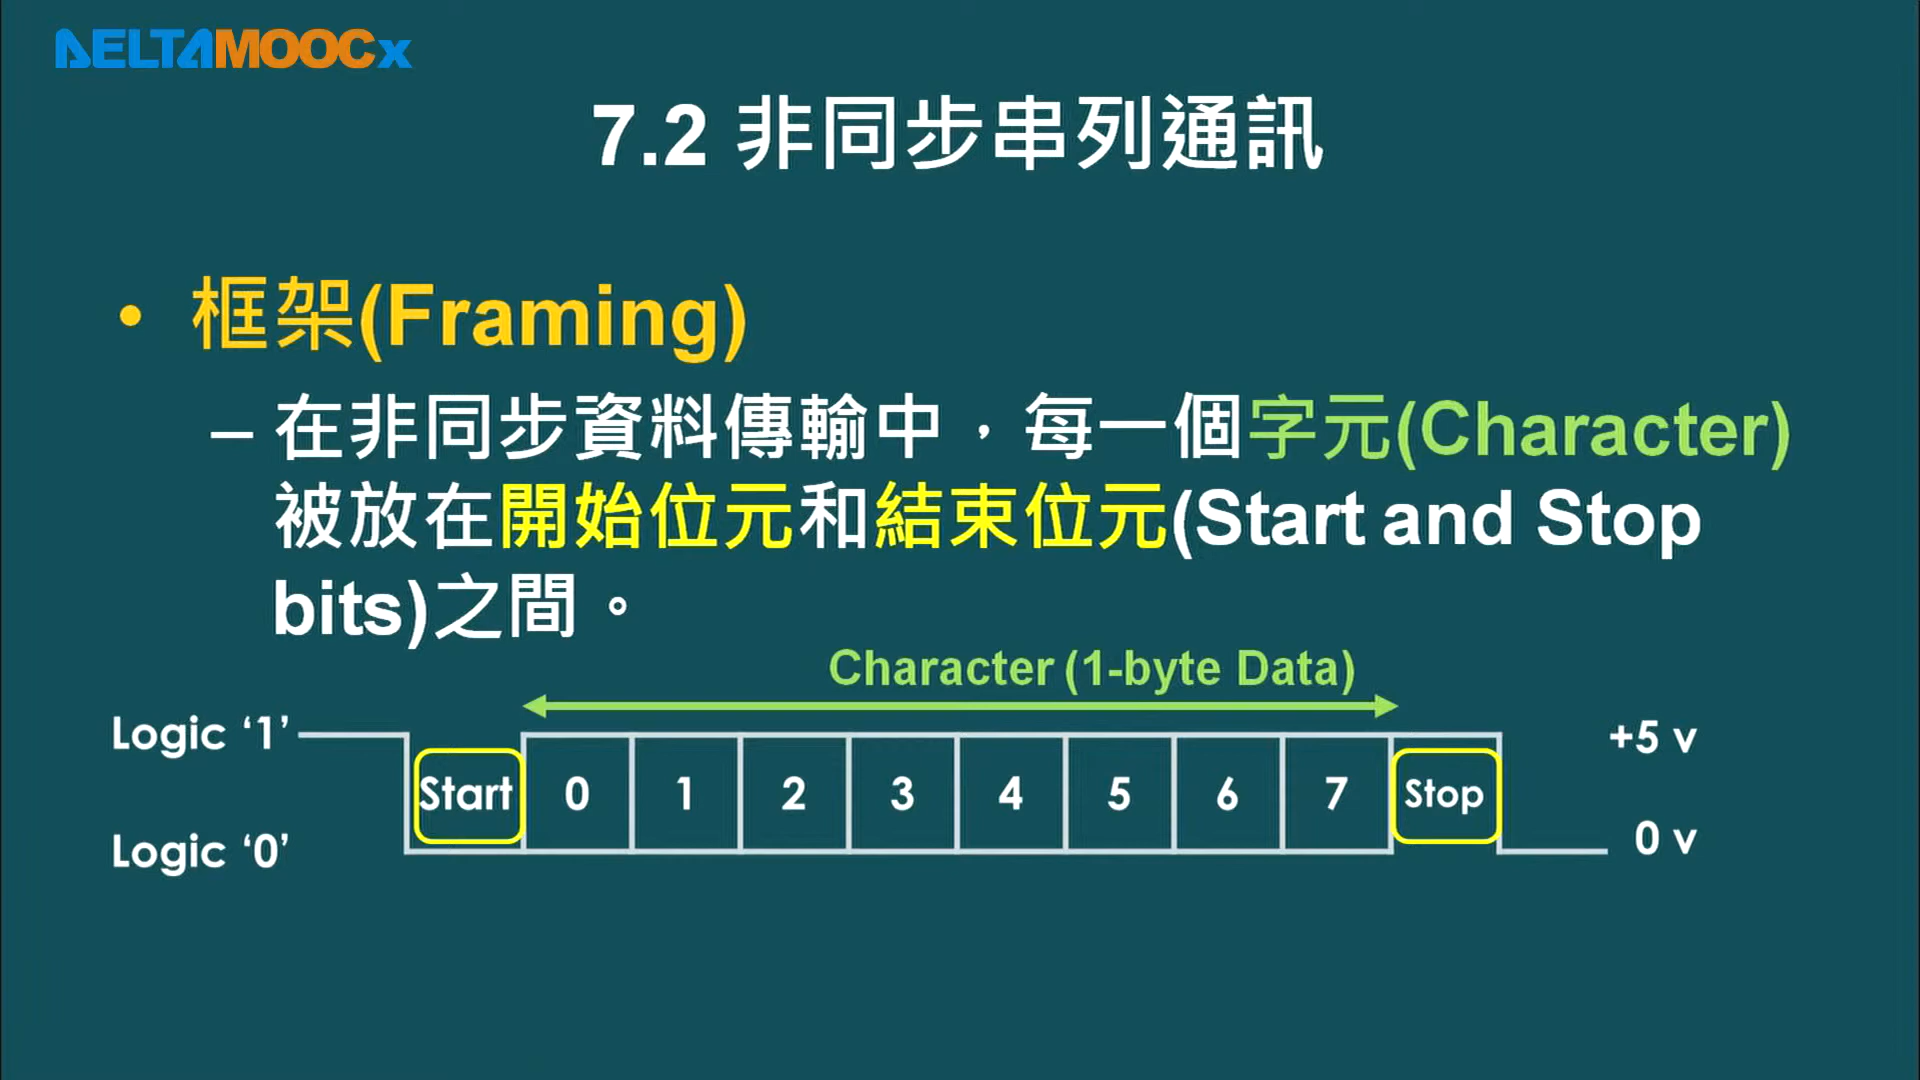 DELTAMOOCx
7.2 非同步串列通訊
• 框架(Framing)
– 在非同步資料傳輸中，每一個字元(Character)
被放在開始位元和結束位元(Start and Stop
bits)之間。
Character (1-byte Data)
Logic ‘1’ +5 v
Start 0 1 2 3 4 5 6 7 Stop
Logic ‘0’ 0 v